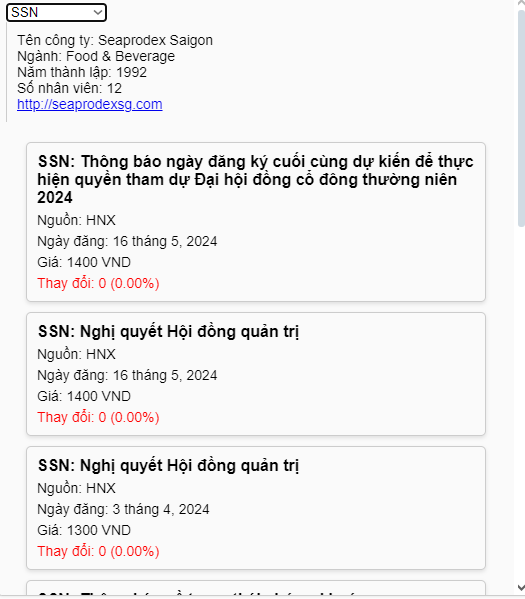 SSN
Tên công ty: Seaprodex Saigon
Ngành: Food & Beverage
Năm thành lập: 1992
Số nhân viên: 12
http://seaprodexsg.com
SSN: Thông báo ngày đăng ký cuối cùng dự kiến để thực
hiện quyền tham dự Đại hội đồng cổ đông thường niên
2024
Nguồn: HNX
Ngày đăng: 16 tháng 5, 2024
Giá: 1400 VND
Thay đổi: 0 (0.00%)
SSN: Nghị quyết Hội đồng quản trị
Nguồn: HNX
Ngày đăng: 16 tháng 5, 2024
Giá: 1400 VND
Thay đổi: 0 (0.00%)
SSN: Nghị quyết Hội đồng quản trị
Nguồn: HNX
Ngày đăng: 3 tháng 4, 2024
Giá: 1300 VND
Thay đổi: 0 (0.00%)